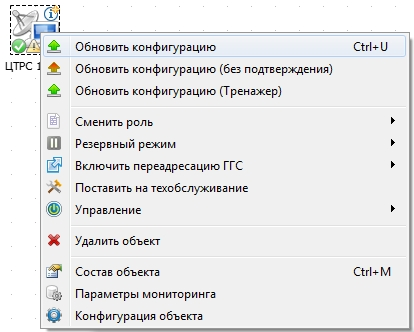 ЦТРС 1
Обновить конфигурацию Ctrl+U
Обновить конфигурацию (без подтверждения)
Обновить конфигурацию (Тренажер)
Сменить роль
Резервный режим
Включить переадресацию ГГС
Поставить на техобслуживание
Управление
Удалить объект
Состав объекта Ctrl+M
Параметры мониторинга
Конфигурация объекта